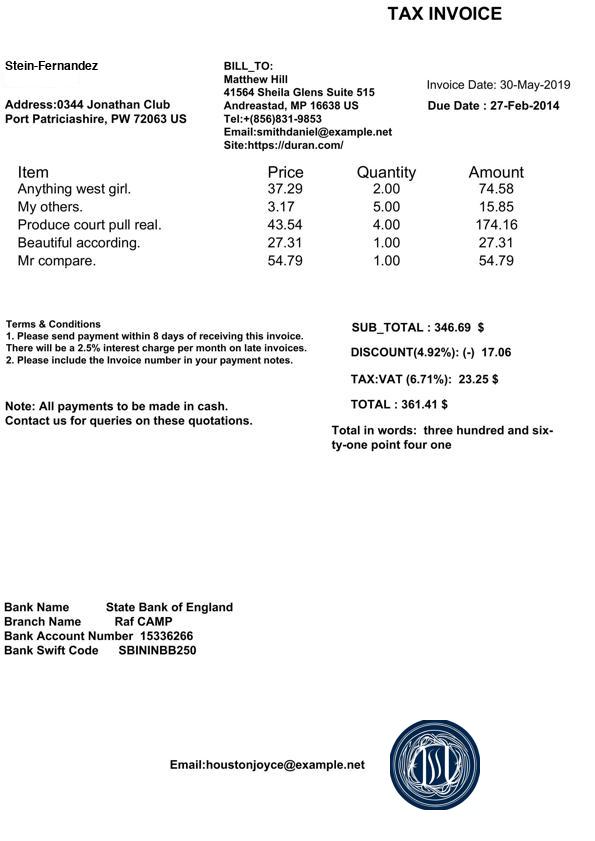 TAX INVOICE
Stein-Fernandez
Address:0344 Jonathan Club
Port Patriciashire, PW 72063 US
BILL_TO:
Matthew Hill
41564 Sheila Glens Suite 515
Andreastad, MP 16638 US
Tel:+(856)831-9853
Email:smithdaniel@example.net
Site:https://duran.com/
Invoice Date: 30-May-2019
Due Date : 27-Feb-2014
Item Price Quantity Amount
Anything west girl. 37.29 2.00 74.58
My others. 3.17 5.00 15.85
Produce court pull real. 43.54 4.00 174.16
Beautiful according. 27.31 1.00 27.31
Mr compare. 54.79 1.00 54.79
Terms & Conditions
1. Please send payment within 8 days of receiving this invoice.
There will be a 2.5% interest charge per month on late invoices.
2. Please include the Invoice number in your payment notes.
Note: All payments to be made in cash.
Contact us for queries on these quotations.
SUB_TOTAL : 346.69 $
DISCOUNT(4.92%): (-) 17.06
TAX:VAT (6.71%): 23.25 $
TOTAL : 361.41 $
Total in words: three hundred and six-
ty-one point four one
Bank Name State Bank of England
Branch Name Raf CAMP
Bank Account Number 15336266
Bank Swift Code SBININBB250
Email:houstonjoyce@example.net